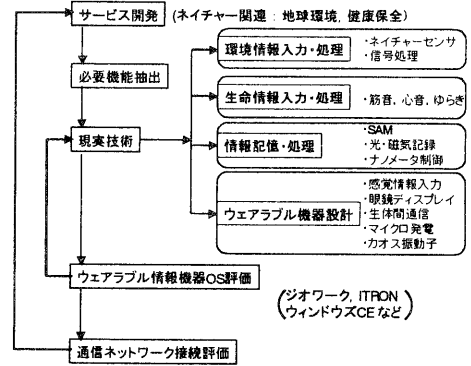 サービス開発 (ネイチャー関連：地球環境, 健康保全)
環境情報入力・処理
・ネイチャーセンサ
・信号処理
必要機能抽出
生命情報入力・処理
・筋音, 心音, ゆらぎ
現実技術
情報記憶・処理
・SAM
・光・磁気記録
・ナノメータ制御
ウェアラブル機器設計
・感覚情報入力
・眼鏡ディスプレイ
・生体間通信
・マイクロ発電
・カオス振動子
ウェアラブル情報機器OS評価
(ジオワーク, ITRON
ウィンドウズCEなど)
通信ネットワーク接続評価